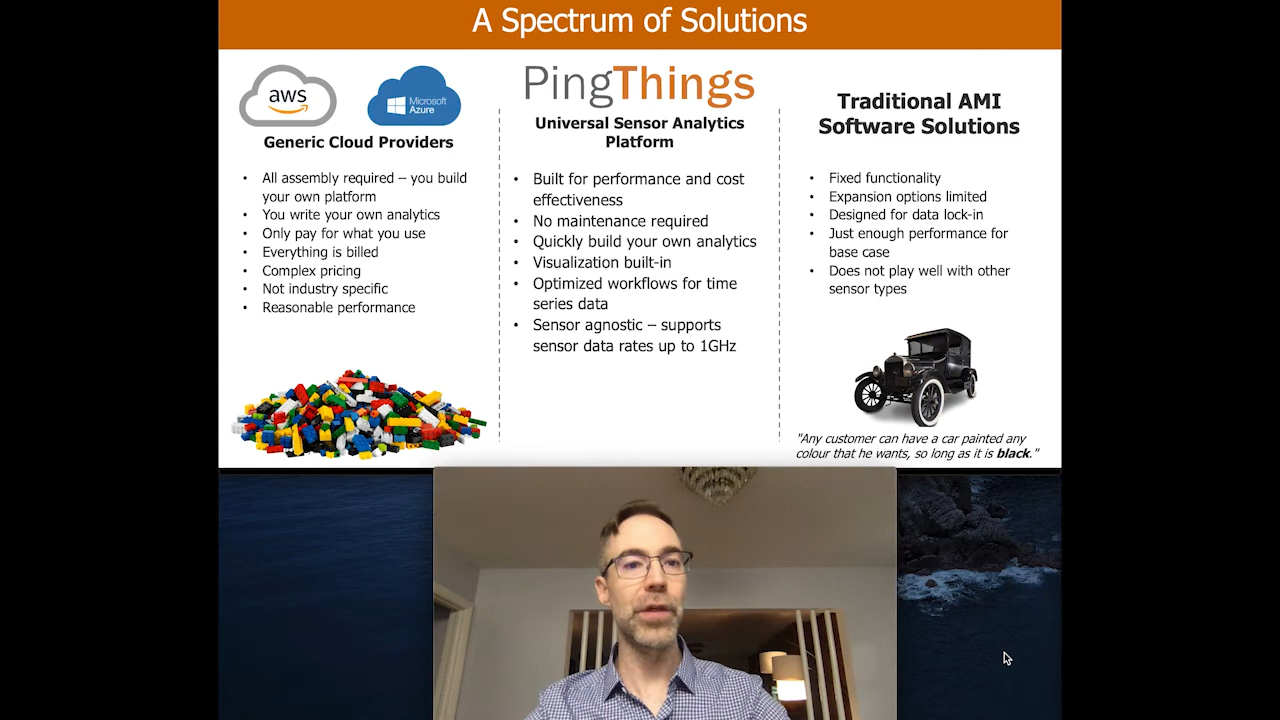 A Spectrum of Solutions
aws
Microsoft
Azure
Generic Cloud Providers
• All assembly required – you build
your own platform
• You write your own analytics
• Only pay for what you use
• Everything is billed
• Complex pricing
• Not industry specific
• Reasonable performance
PingThings
Universal Sensor Analytics
Platform
• Built for performance and cost
effectiveness
• No maintenance required
• Quickly build your own analytics
• Visualization built-in
• Optimized workflows for time
series data
• Sensor agnostic – supports
sensor data rates up to 1GHz
Traditional AMI
Software Solutions
• Fixed functionality
• Expansion options limited
• Designed for data lock-in
• Just enough performance for
base case
• Does not play well with other
sensor types
"Any customer can have a car painted any
colour that he wants, so long as it is black."